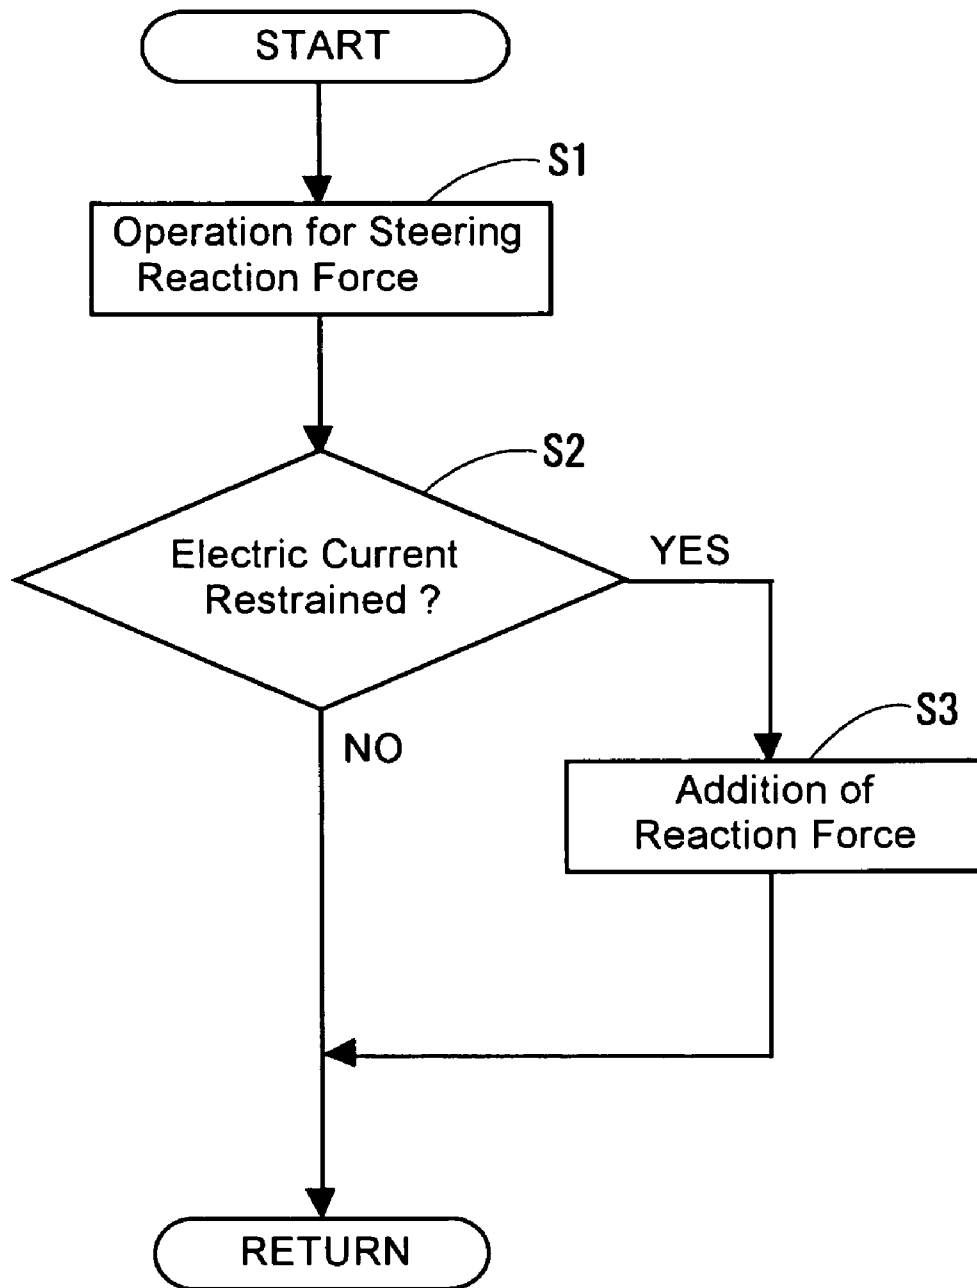 START
S1
Operation for Steering
Reaction Force
S2
Electric Current
Restrained ?
YES
NO
S3
Addition of
Reaction Force
RETURN